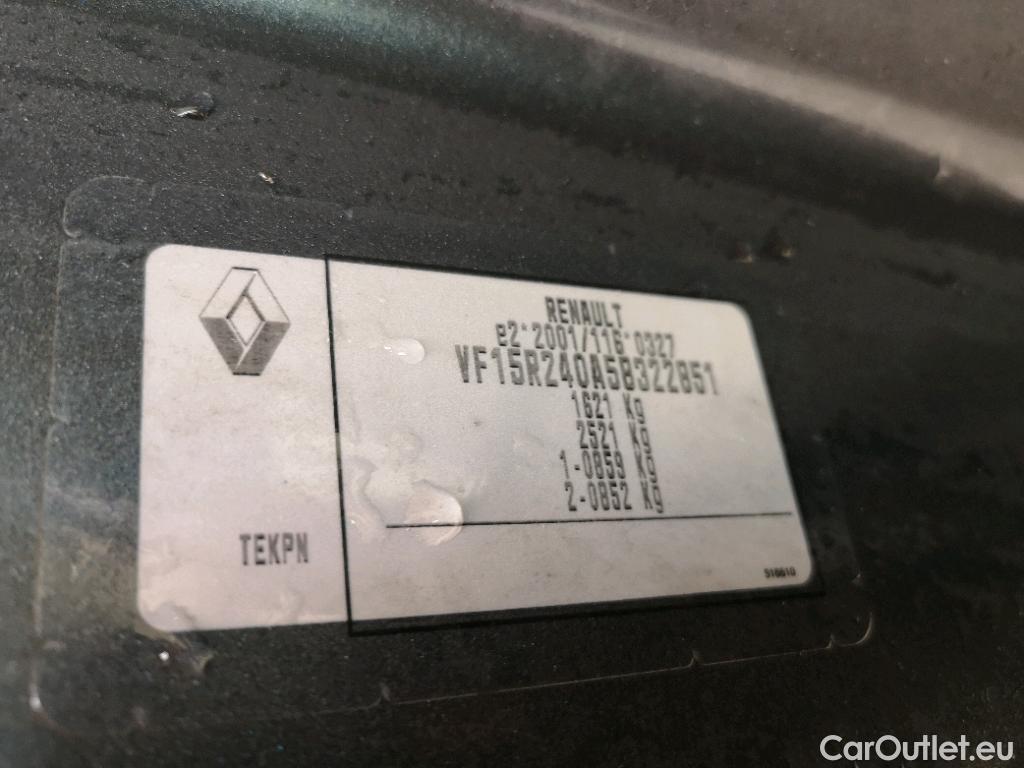 RENAULT
e2*2001/116*0327
VF15R240A58322851
1621 Kg
2521 Kg
1-0859 Kg
2-0852 Kg
TEKPN
516610
CarOutlet.eu